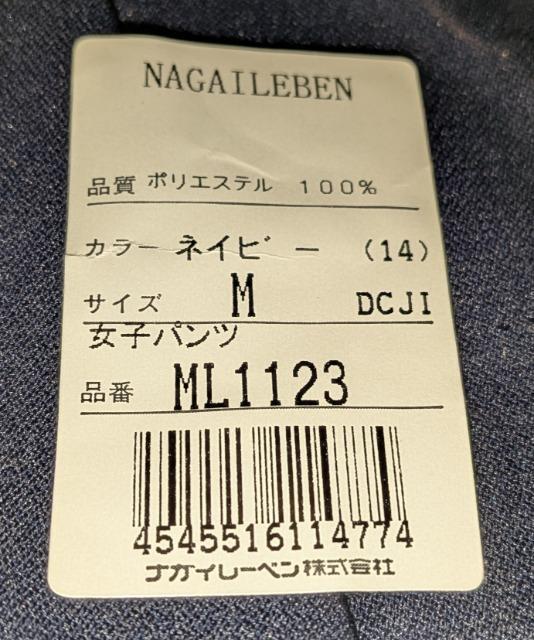 NAGAILEBEN
品質 ポリエステル 100%
カラー ネイビー (14)
サイズ M DCJI
女子パンツ
品番 ML1123
4545516114774
ナガイレーベン株式会社